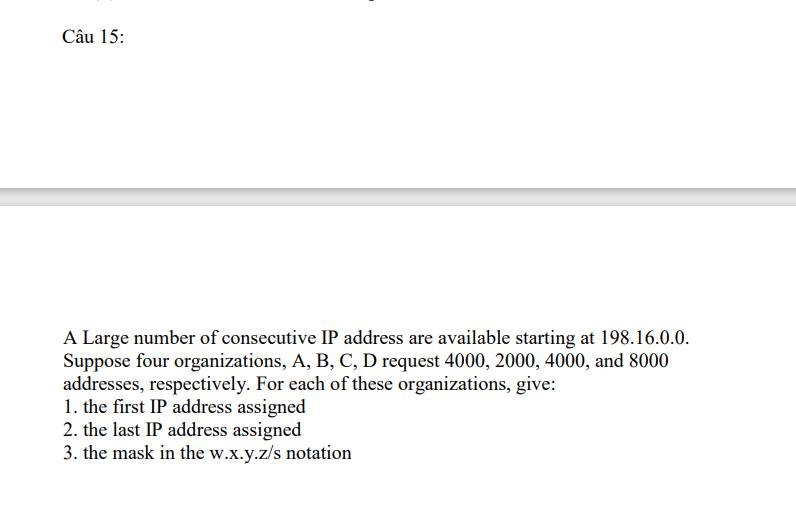 Câu 15:
A Large number of consecutive IP address are available starting at 198.16.0.0.
Suppose four organizations, A, B, C, D request 4000, 2000, 4000, and 8000
addresses, respectively. For each of these organizations, give:
1. the first IP address assigned
2. the last IP address assigned
3. the mask in the w.x.y.z/s notation